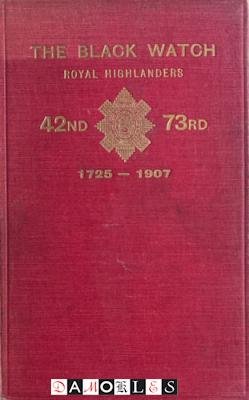 THE BLACK WATCH
ROYAL HIGHLANDERS
42ND 73RD
1725 – 1907
DAMOKLES